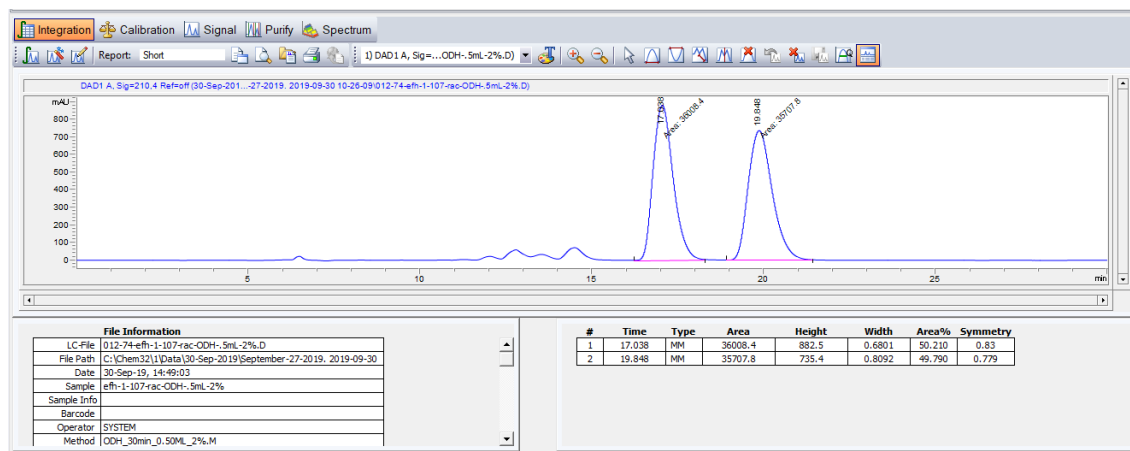 Integration Calibration Signal Purify Spectrum
Report: Short 1) DAD1 A, Sig=...ODH-.5mL-2%.D)
DAD1 A, Sig=210,4 Ref=off (30-Sep-201...-27-2019. 2019-09-30 10-26-09\012-74-efh-1-107-rac-ODH-.5mL-2%.D)
mAU
800
700
600
500
400
300
200
100
0
17.038
Area: 36008.4
19.848
Area: 35707.8
5 10 15 20 25 min
File Information
LC-File 012-74-efh-1-107-rac-ODH-.5mL-2%.D
File Path C:\Chem32\1\Data\30-Sep-2019\September-27-2019. 2019-09-30
Date 30-Sep-19, 14:49:03
Sample efh-1-107-rac-ODH-.5mL-2%
Sample Info
Barcode
Operator SYSTEM
Method ODH_30min_0.50ML_2%.M
# Time Type Area Height Width Area% Symmetry
1 17.038 MM 36008.4 882.5 0.6801 50.210 0.83
2 19.848 MM 35707.8 735.4 0.8092 49.790 0.779